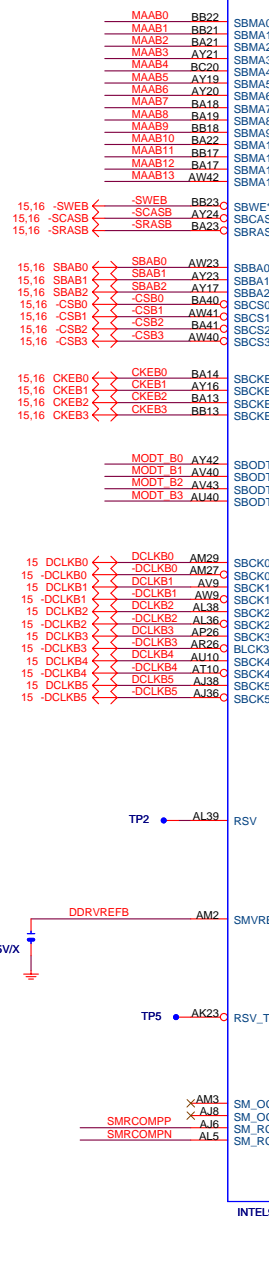 MAAB0 BB22 SBMA0
MAAB1 BB21 SBMA1
MAAB2 BA21 SBMA2
MAAB3 AY21 SBMA3
MAAB4 BC20 SBMA4
MAAB5 AY19 SBMA5
MAAB6 AY20 SBMA6
MAAB7 BA18 SBMA7
MAAB8 BA19 SBMA8
MAAB9 BB18 SBMA9
MAAB10 BA22 SBMA1
MAAB11 BB17 SBMA1
MAAB12 BA17 SBMA1
MAAB13 AW42 SBMA1
15,16 -SWEB -SWEB BB23 SBWE
15,16 -SCASB -SCASB AY24 SBCAS
15,16 -SRASB -SRASB BA23 SBRAS
15,16 SBAB0 SBAB0 AW23 SBBA0
15,16 SBAB1 SBAB1 AY23 SBBA1
15,16 SBAB2 SBAB2 AY17 SBBA2
15,16 -CSB0 -CSB0 BA40 SBCS0
15,16 -CSB1 -CSB1 AW41 SBCS1
15,16 -CSB2 -CSB2 BA41 SBCS2
15,16 -CSB3 -CSB3 AW40 SBCS3
15,16 CKEB0 CKEB0 BA14 SBCKE
15,16 CKEB1 CKEB1 AY16 SBCKE
15,16 CKEB2 CKEB2 BA13 SBCKE
15,16 CKEB3 CKEB3 BB13 SBCKE
MODT_B0 AY42 SBODT
MODT_B1 AV40 SBODT
MODT_B2 AV43 SBODT
MODT_B3 AU40 SBODT
15 DCLKB0 DCLKB0 AM29 SBCK0
15 -DCLKB0 -DCLKB0 AM27 SBCK0
15 DCLKB1 DCLKB1 AV9 SBCK1
15 -DCLKB1 -DCLKB1 AW9 SBCK1
15 DCLKB2 DCLKB2 AL38 SBCK2
15 -DCLKB2 -DCLKB2 AL36 SBCK2
15 DCLKB3 DCLKB3 AP26 SBCK3
15 -DCLKB3 -DCLKB3 AR26 BLCK3
15 DCLKB4 DCLKB4 AU10 SBCK4
15 -DCLKB4 -DCLKB4 AT10 SBCK4
15 DCLKB5 DCLKB5 AJ38 SBCK5
15 -DCLKB5 -DCLKB5 AJ36 SBCK5
TP2 AL39 RSV
DDRVREFB AM2 SMVRE
5V/X
TP5 AK23 RSV_T
AM3 SM_OC
AJ8 SM_OC
SMRCOMPP AJ6 SM_RC
SMRCOMPN AL5 SM_RC
INTEL